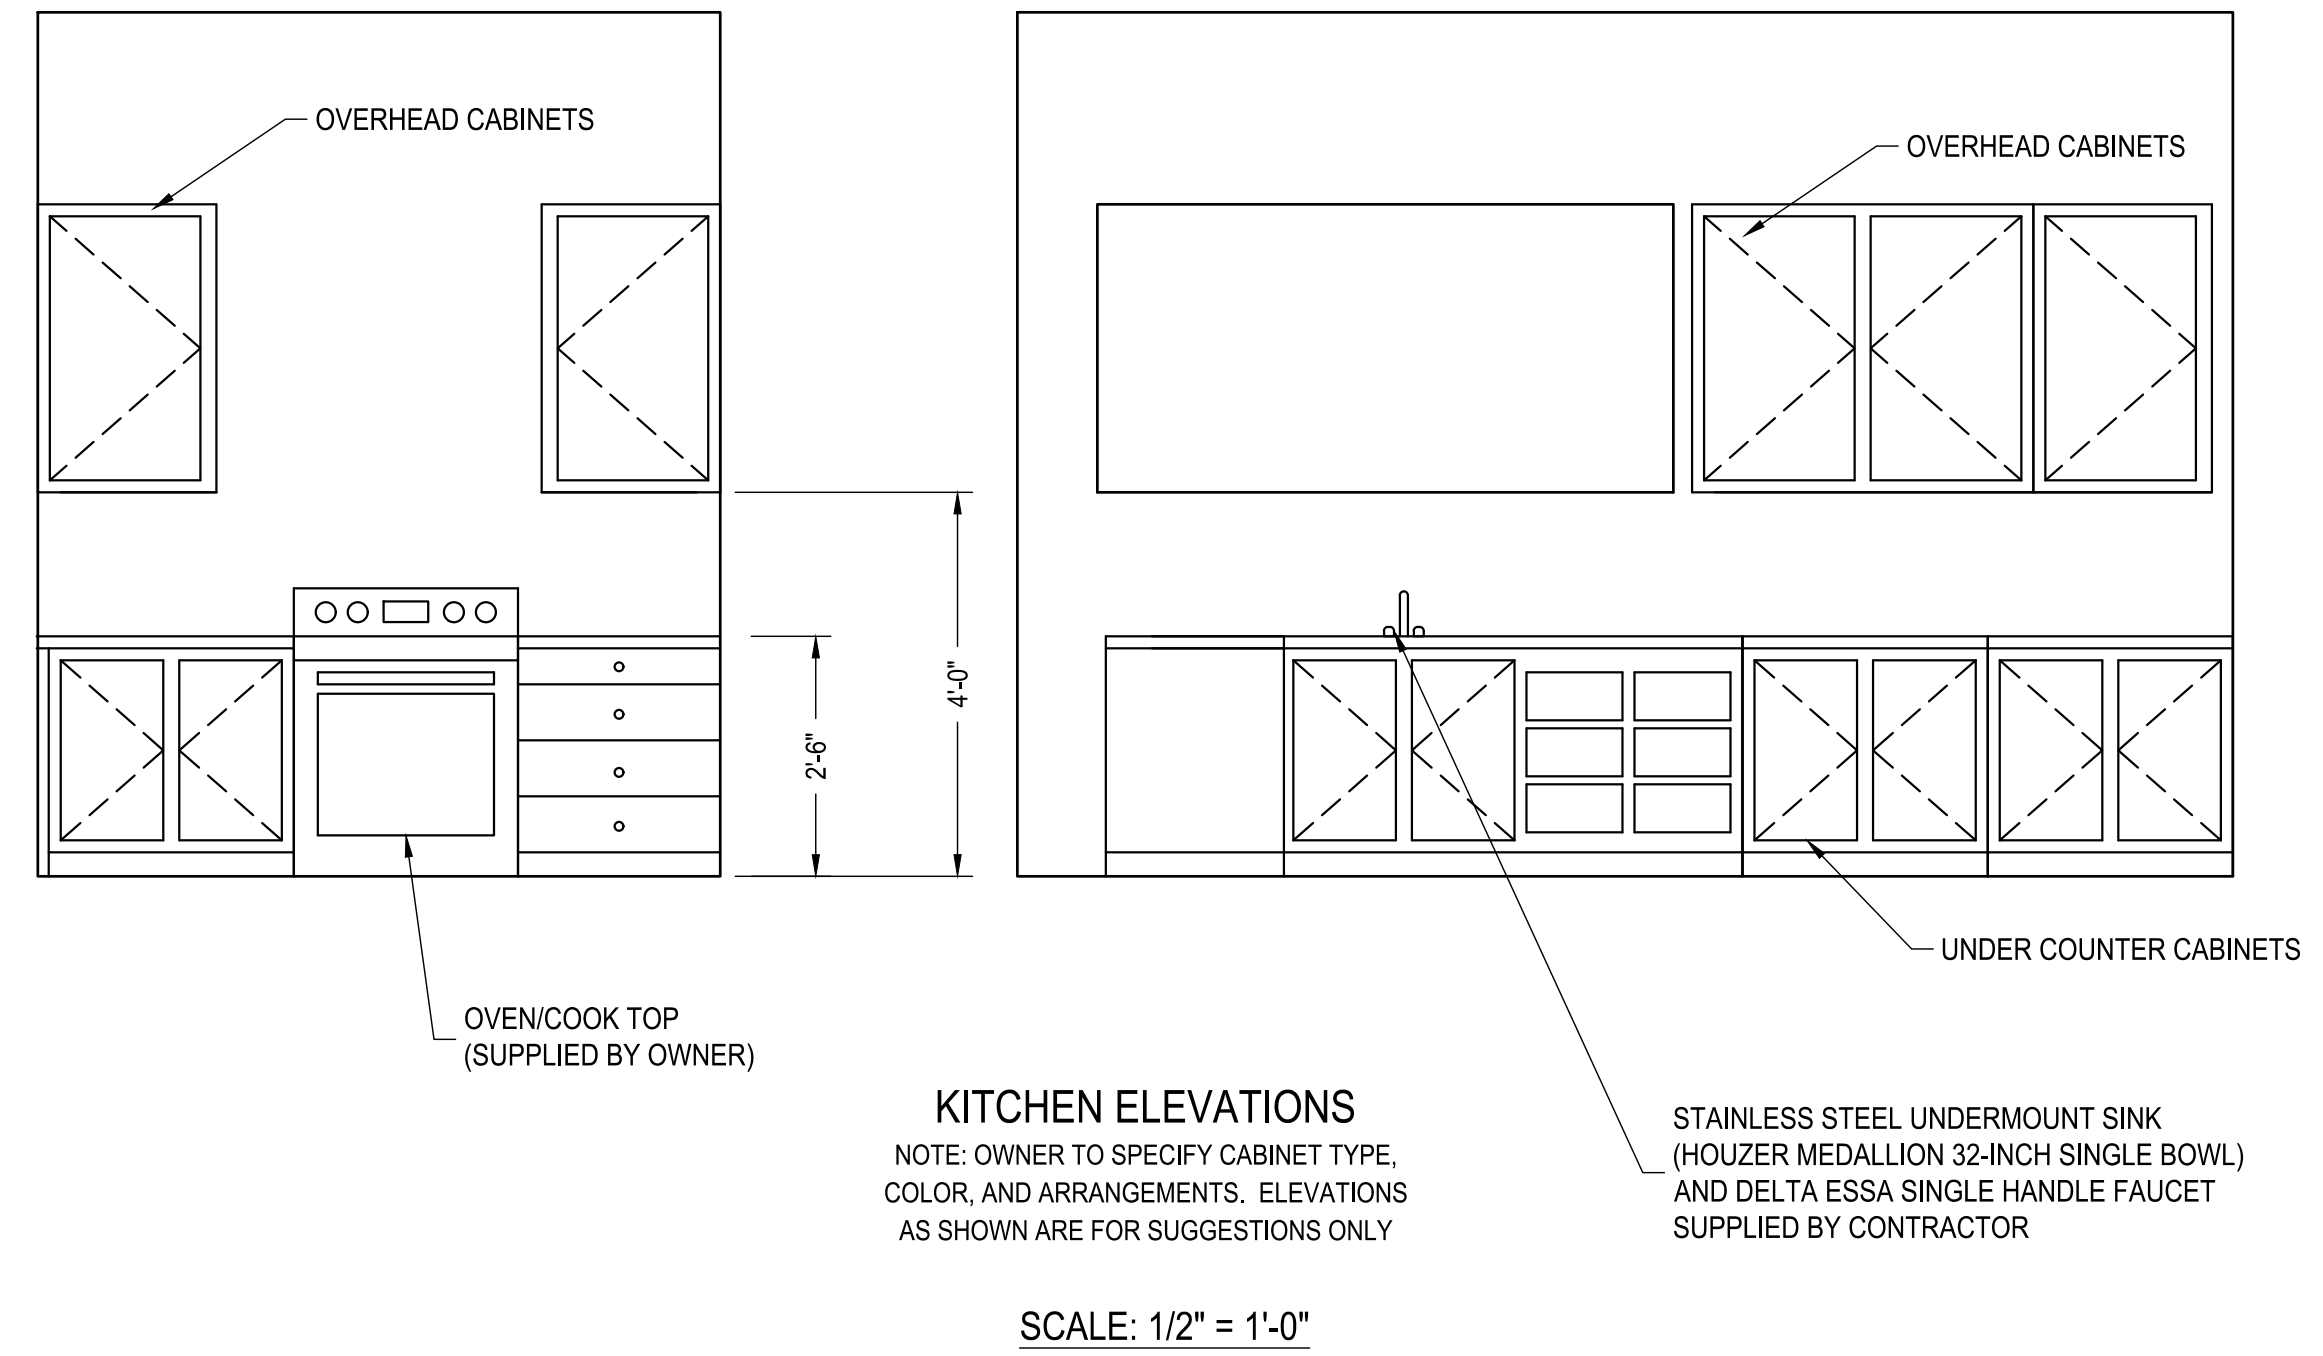 OVERHEAD CABINETS
OVERHEAD CABINETS
4'-0"
2'-6"
UNDER COUNTER CABINETS
OVEN/COOK TOP
(SUPPLIED BY OWNER)
KITCHEN ELEVATIONS
NOTE: OWNER TO SPECIFY CABINET TYPE,
COLOR, AND ARRANGEMENTS.  ELEVATIONS
AS SHOWN ARE FOR SUGGESTIONS ONLY
STAINLESS STEEL UNDERMOUNT SINK
(HOUZER MEDALLION 32-INCH SINGLE BOWL)
AND DELTA ESSA SINGLE HANDLE FAUCET
SUPPLIED BY CONTRACTOR
SCALE: 1/2" = 1'-0"